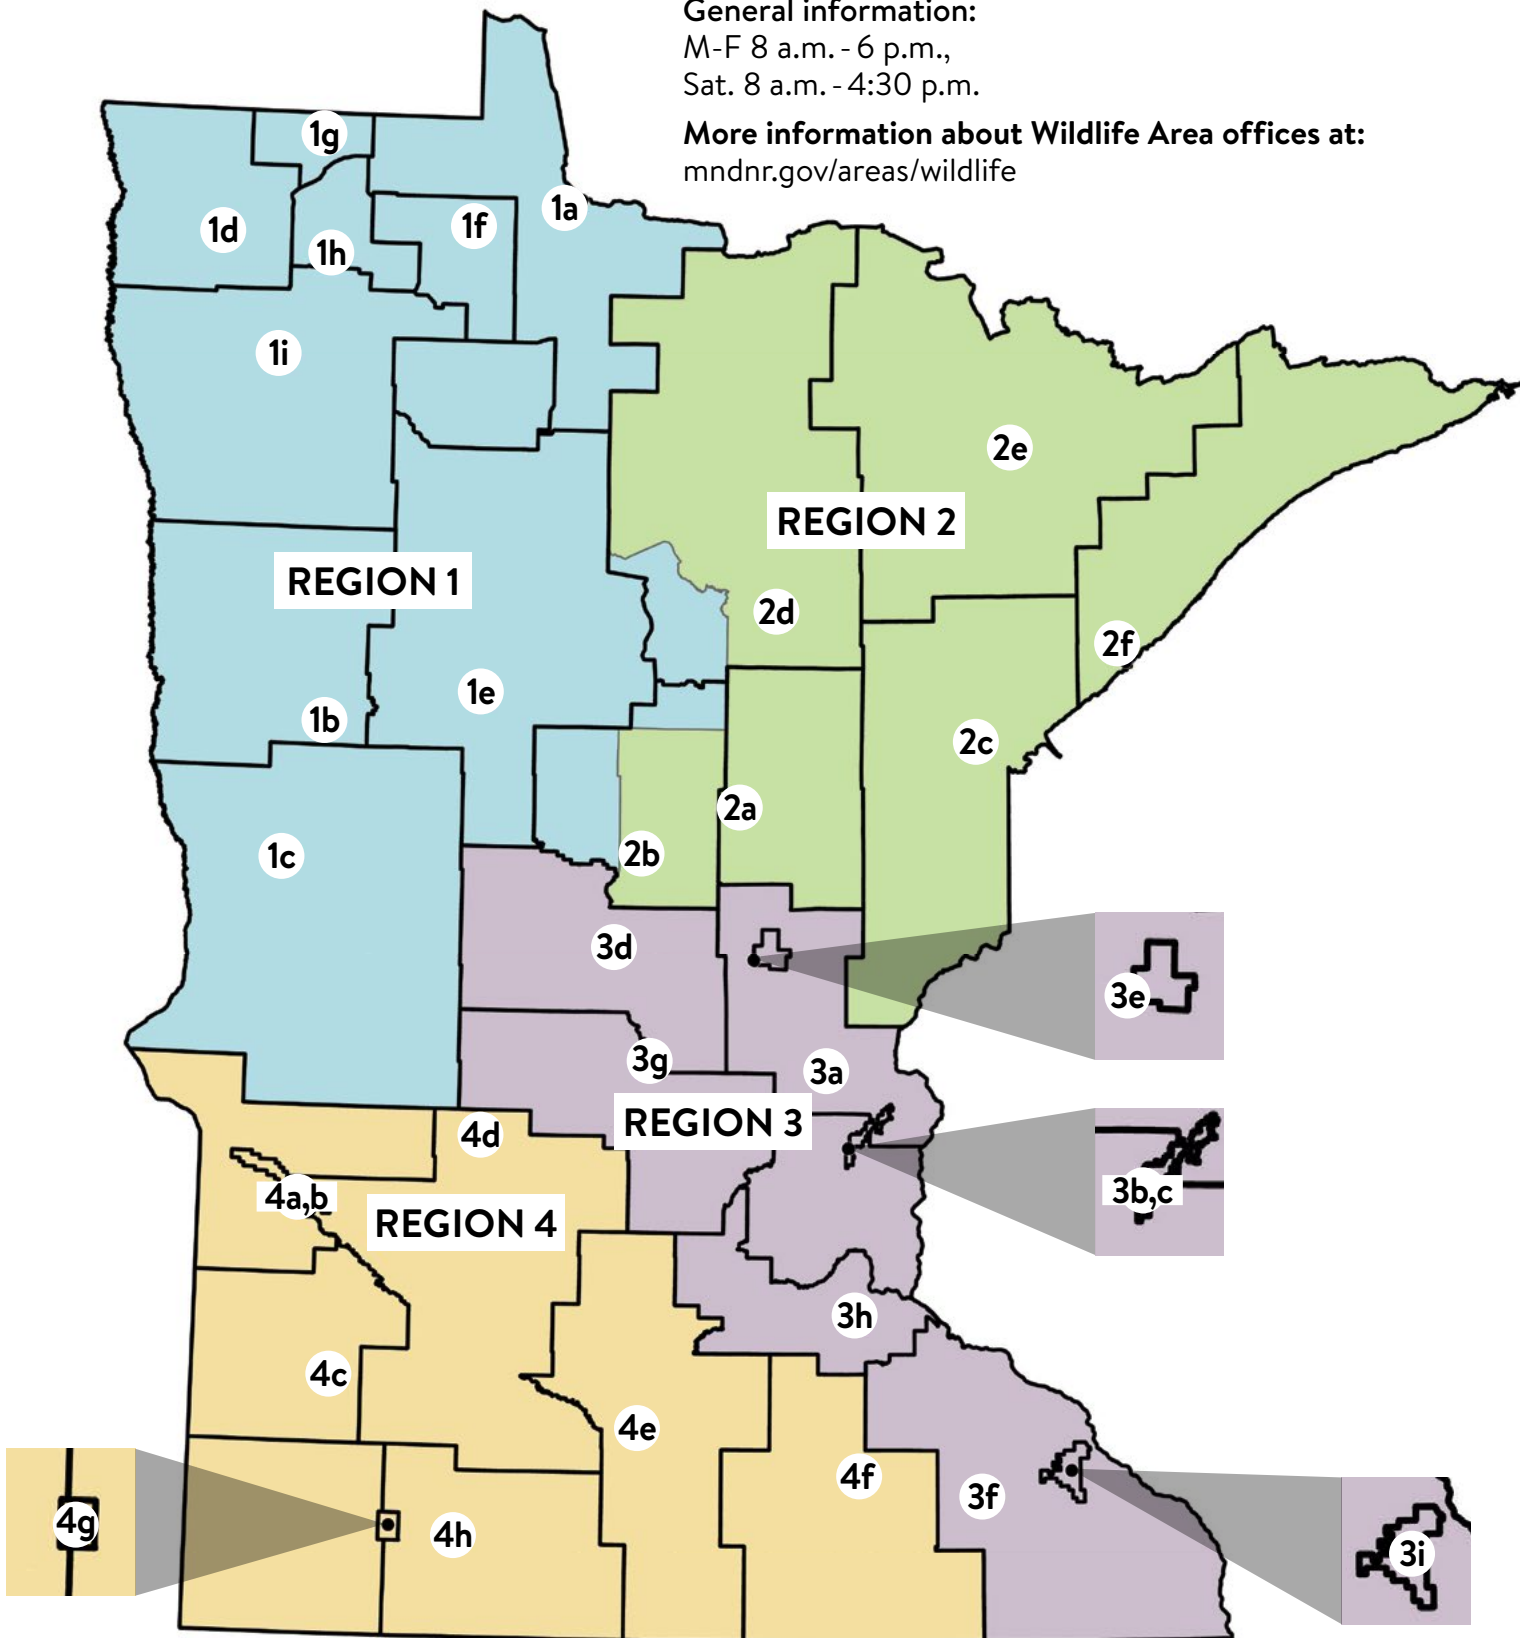 General information:
M-F 8 a.m. - 6 p.m.,
Sat. 8 a.m. - 4:30 p.m.
More information about Wildlife Area offices at:
mndnr.gov/areas/wildlife
1g
1d
1h
1f
1a
1i
2e
REGION 2
REGION 1
2d
2f
1e
1b
2c
2a
1c
2b
3d
3e
3g
3a
REGION 3
4d
4a,b
REGION 4
3b,c
3h
4c
4e
4f
3f
4g
4h
3i